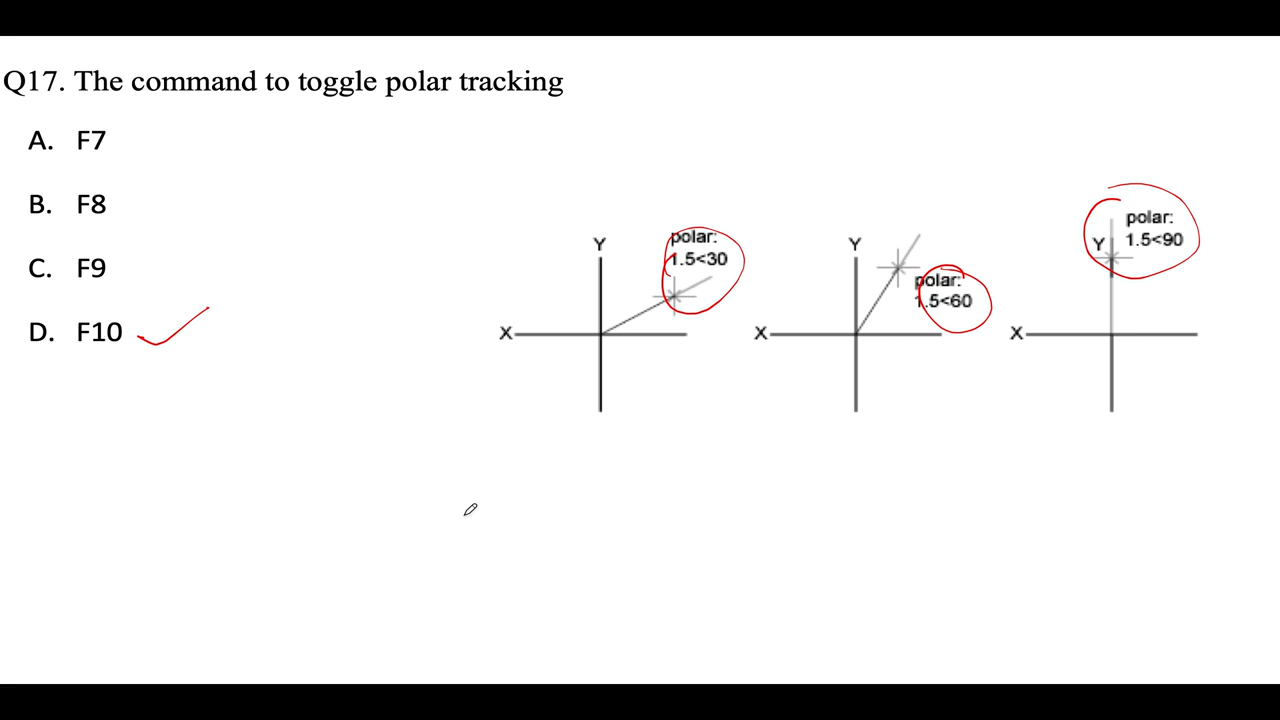 Q17. The command to toggle polar tracking
A. F7
B. F8
C. F9
D. F10
Y
polar:
1.5<30
X
Y
polar:
1.5<60
X
polar:
Y 1.5<90
X